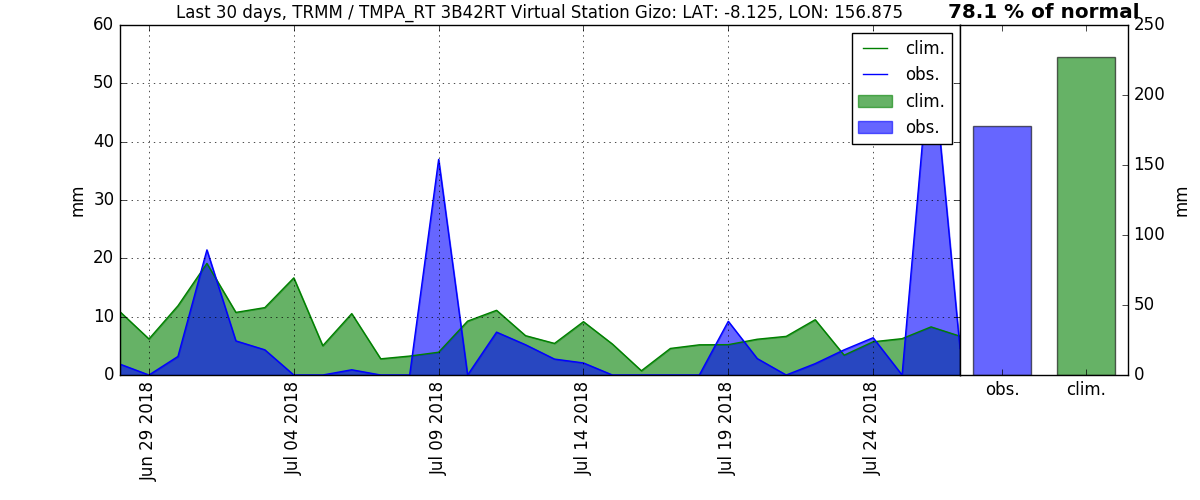 Last 30 days, TRMM / TMPA_RT 3B42RT Virtual Station Gizo: LAT: -8.125, LON: 156.875
78.1 % of normal
60
50
40
30
20
10
0
mm
clim.
obs.
clim.
obs.
250
200
150
100
50
0
mm
Jun 29 2018
Jul 04 2018
Jul 09 2018
Jul 14 2018
Jul 19 2018
Jul 24 2018
obs.
clim.